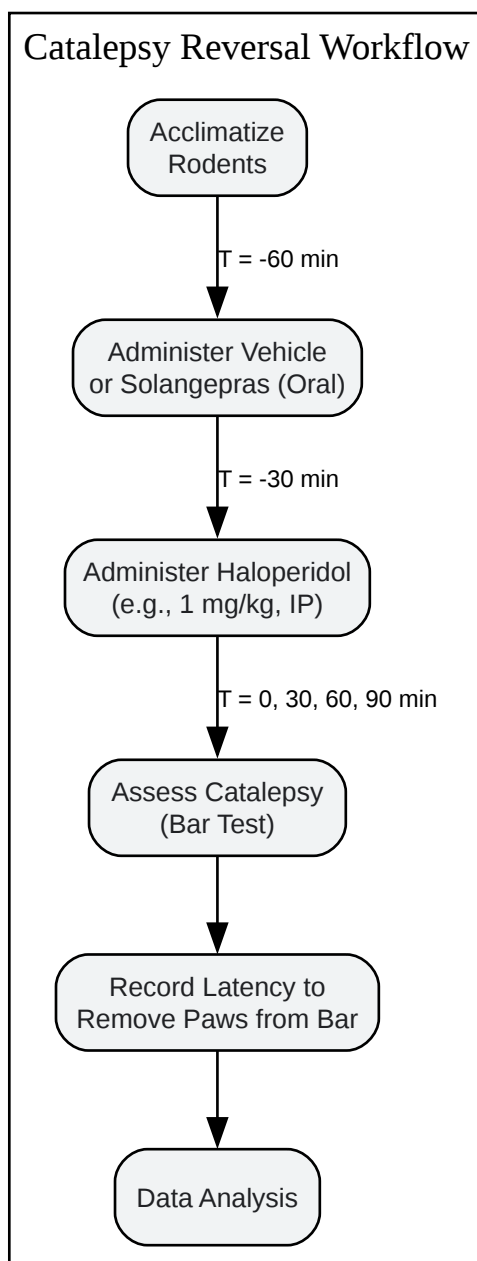 Catalepsy Reversal Workflow
Acclimatize
Rodents
T = -60 min
Administer Vehicle
or Solangepras (Oral)
T = -30 min
Administer Haloperidol
(e.g., 1 mg/kg, IP)
T = 0, 30, 60, 90 min
Assess Catalepsy
(Bar Test)
Record Latency to
Remove Paws from Bar
Data Analysis